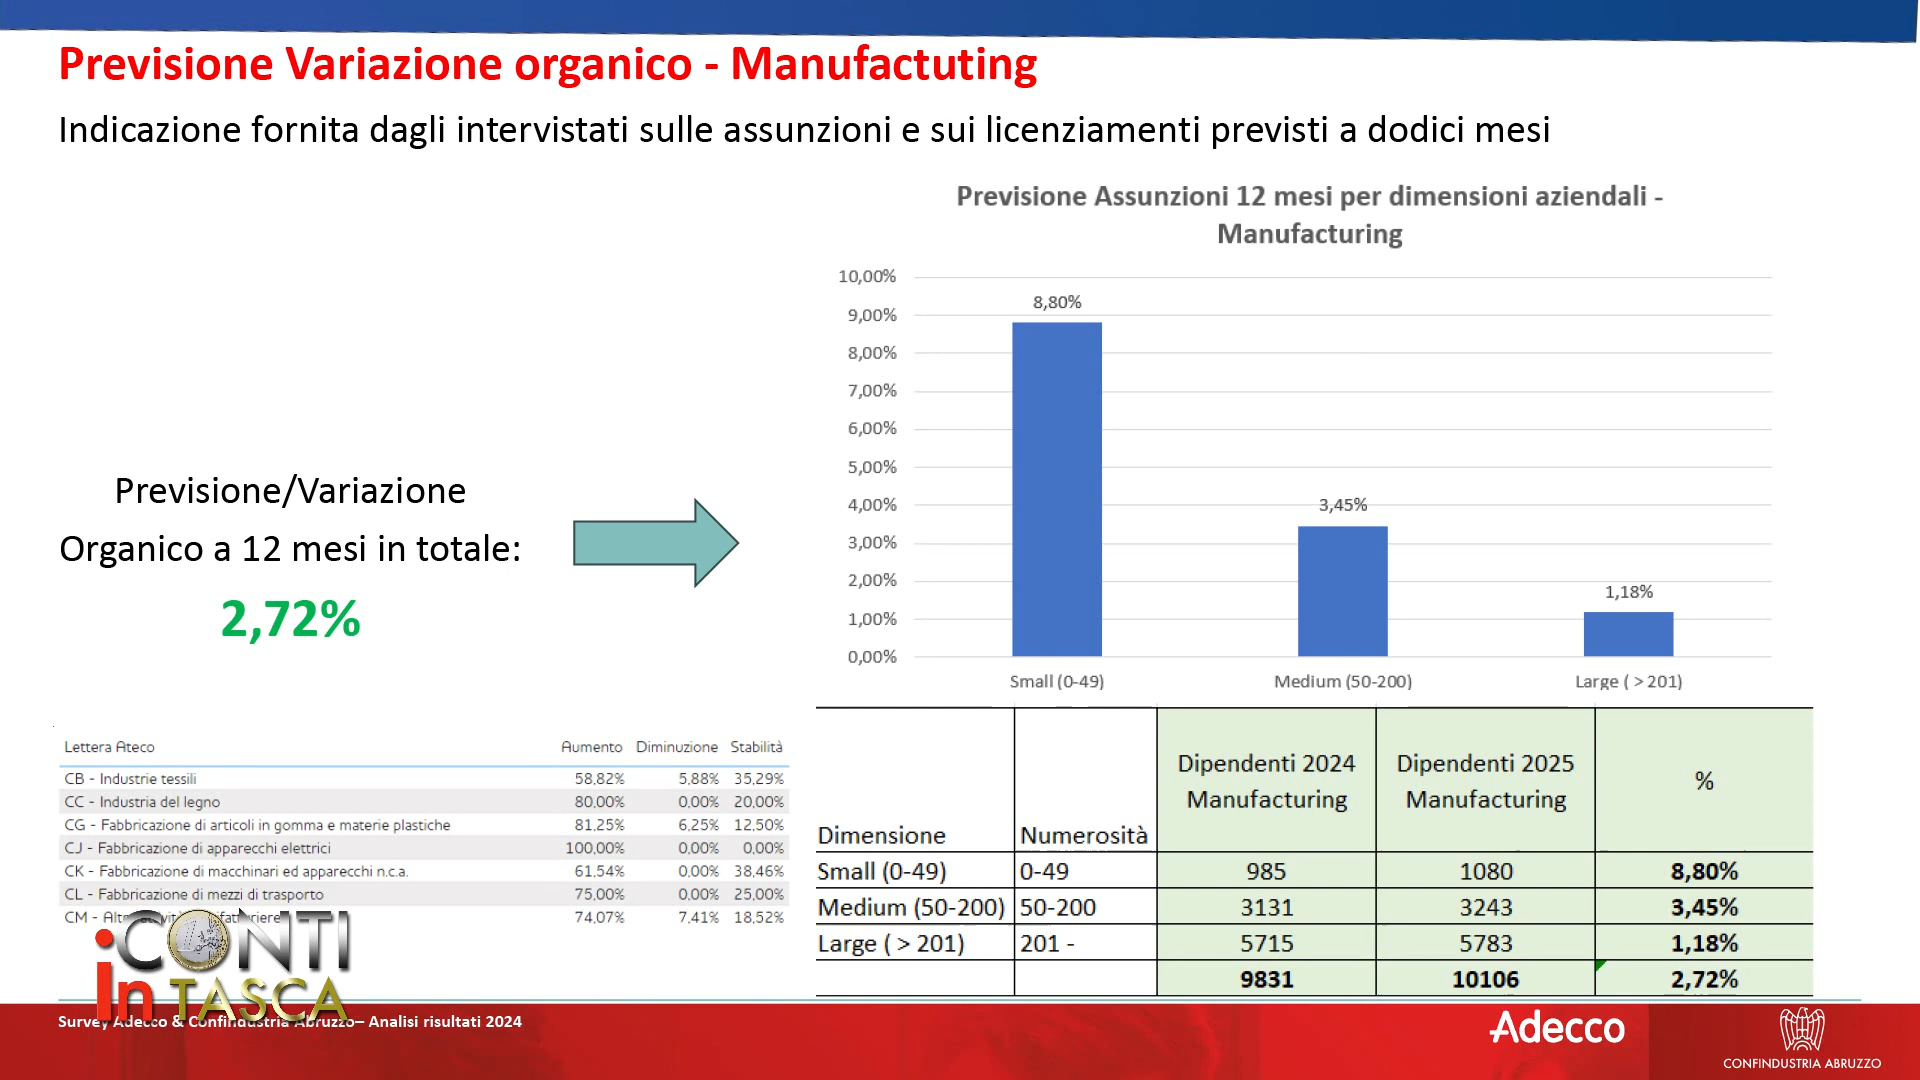 Previsione Variazione organico - Manufactuting
Indicazione fornita dagli intervistati sulle assunzioni e sui licenziamenti previsti a dodici mesi
Previsione Assunzioni 12 mesi per dimensioni aziendali -
Manufacturing
10,00%
9,00%
8,00%
7,00%
6,00%
5,00%
4,00%
3,00%
2,00%
1,00%
0,00%
8,80%
3,45%
1,18%
Small (0-49) Medium (50-200) Large ( > 201)
Previsione/Variazione
Organico a 12 mesi in totale:
2,72%
Lettera Ateco Aumento Diminuzione Stabilità
CB - Industrie tessili 58,82% 5,88% 35,29%
CC - Industria del legno 80,00% 0,00% 20,00%
CG - Fabbricazione di articoli in gomma e materie plastiche 81,25% 6,25% 12,50%
CJ - Fabbricazione di apparecchi elettrici 100,00% 0,00% 0,00%
CK - Fabbricazione di macchinari ed apparecchi n.c.a. 61,54% 0,00% 38,46%
CL - Fabbricazione di mezzi di trasporto 75,00% 0,00% 25,00%
CM - 74,07% 7,41% 18,52%
Dimensione Numerosità Dipendenti 2024 Manufacturing Dipendenti 2025 Manufacturing %
Small (0-49) 0-49 985 1080 8,80%
Medium (50-200) 50-200 3131 3243 3,45%
Large ( > 201) 201 - 5715 5783 1,18%
9831 10106 2,72%
iCONTI
In TASCA
Survey Adecco & Confindustria Abruzzo– Analisi risultati 2024
Adecco
CONFINDUSTRIA ABRUZZO